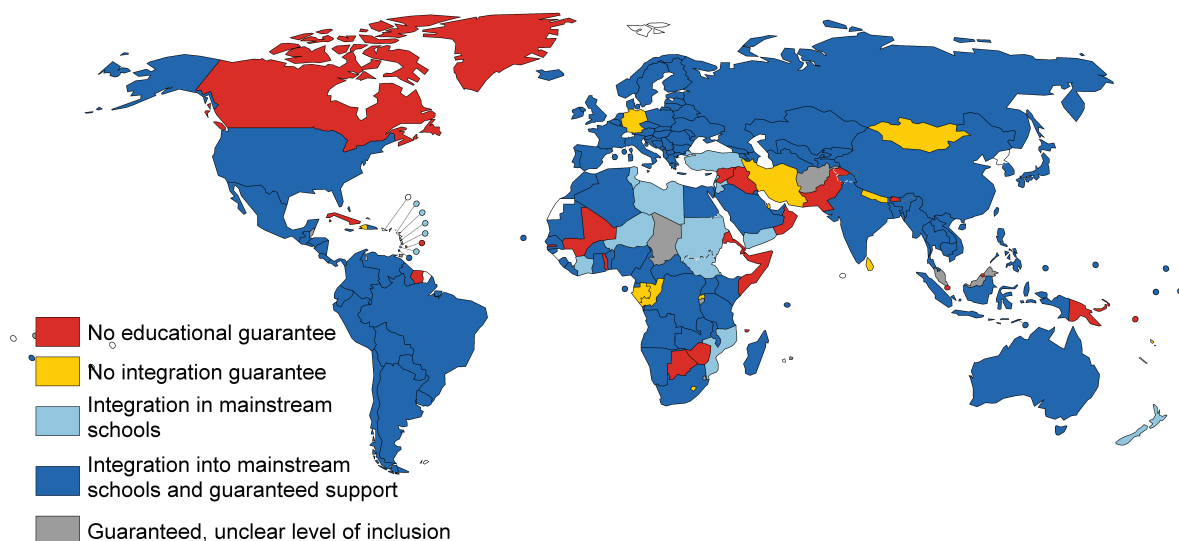 No educational guarantee
No integration guarantee
Integration in mainstream
schools
Integration into mainstream
schools and guaranteed support
Guaranteed, unclear level of inclusion